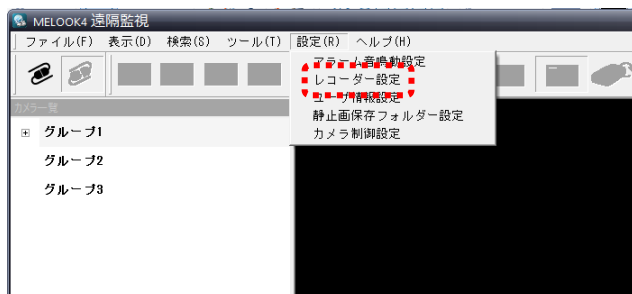 MELOOK4 遠隔監視
ファイル(F) 表示(D) 検索(S) ツール(T) 設定(R) ヘルプ(H)
アラーム音鳴動設定
レコーダー設定
ユーザ情報設定
静止画保存フォルダー設定
カメラ制御設定
カメラ一覧
グループ1
グループ2
グループ3